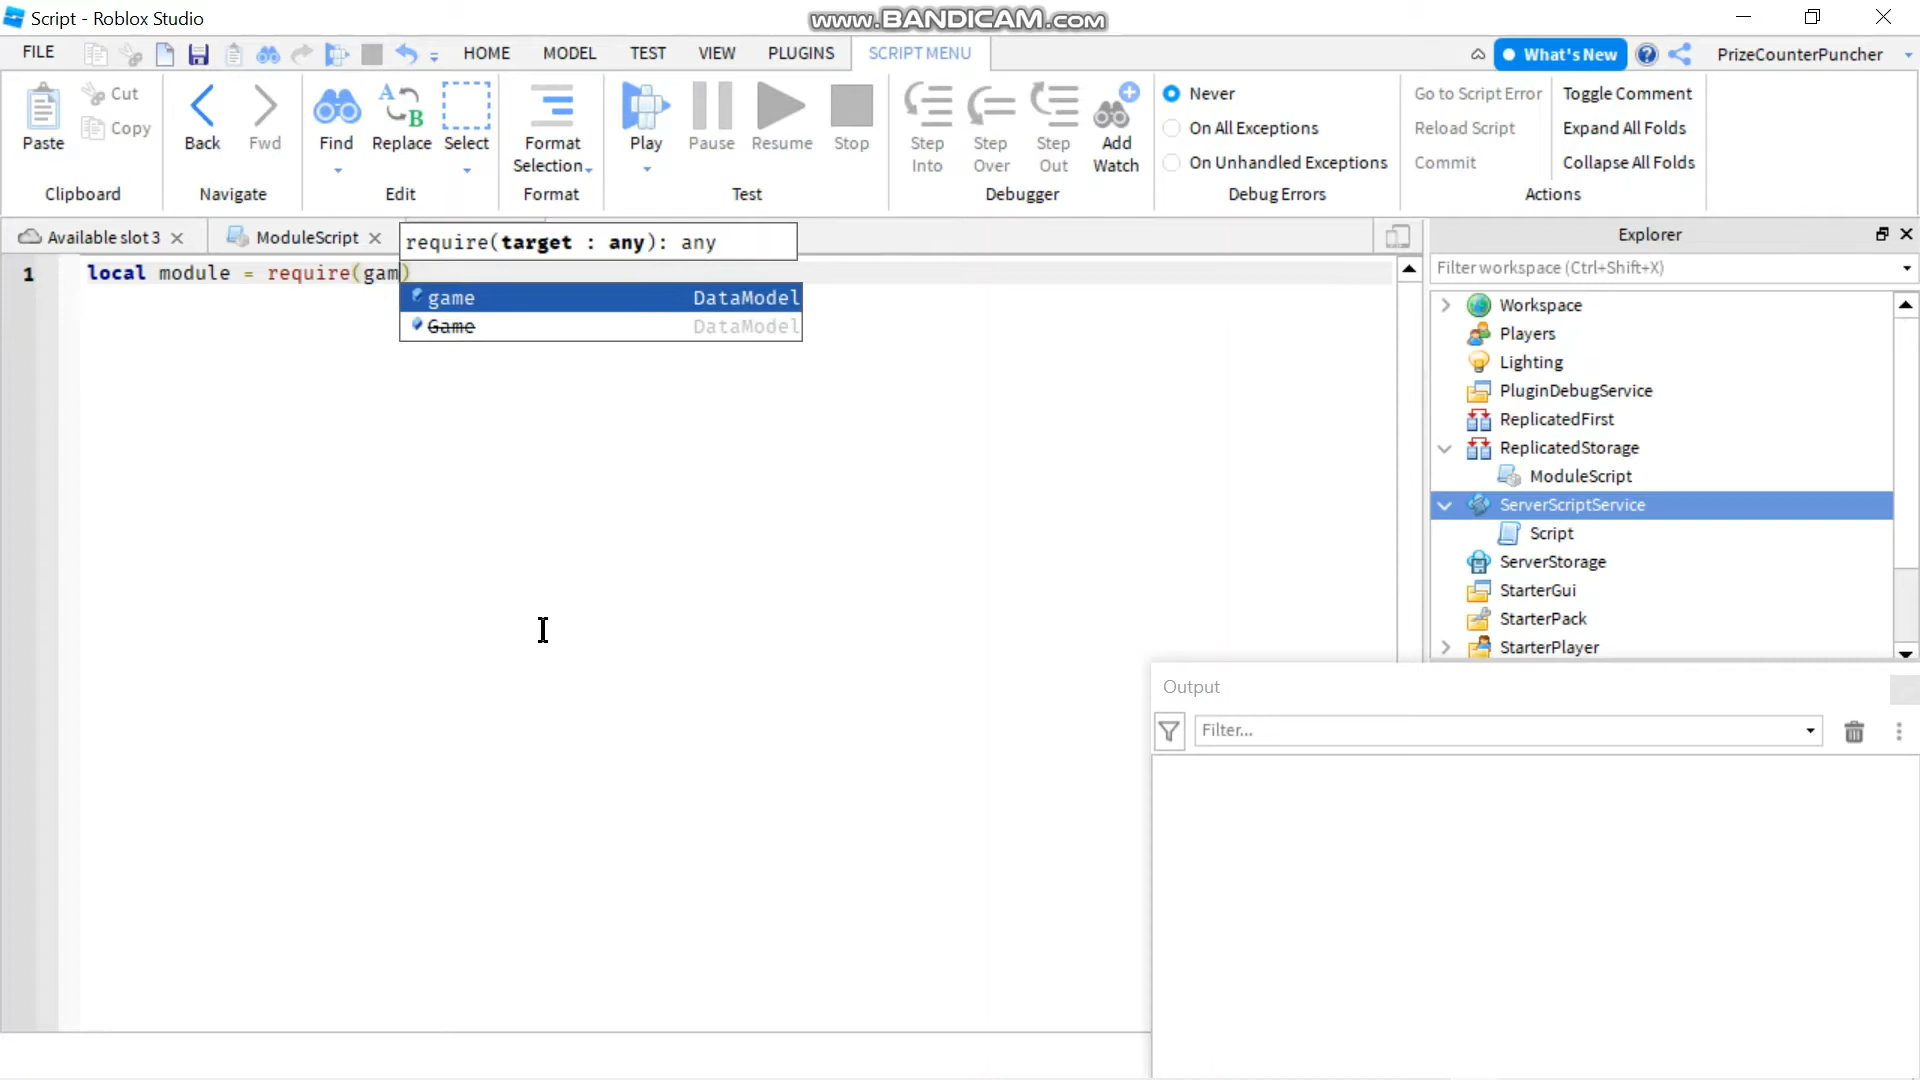 Script - Roblox Studio
www.BANDICAM.com
FILE
HOME
MODEL
TEST
VIEW
PLUGINS
SCRIPT MENU
What's New
PrizeCounterPuncher
Paste
Cut
Copy
Clipboard
Back
Fwd
Navigate
Find
Replace
Select
Edit
Format
Selection
Format
Play
Pause
Resume
Stop
Test
Step
Into
Step
Over
Step
Out
Add
Watch
Debugger
Never
On All Exceptions
On Unhandled Exceptions
Debug Errors
Go to Script Error
Reload Script
Commit
Toggle Comment
Expand All Folds
Collapse All Folds
Actions
Available slot 3
ModuleScript
require(target : any): any
1 local module = require(gam)
game DataModel
Game DataModel
Explorer
Filter workspace (Ctrl+Shift+X)
Workspace
Players
Lighting
PluginDebugService
ReplicatedFirst
ReplicatedStorage
ModuleScript
ServerScriptService
Script
ServerStorage
StarterGui
StarterPack
StarterPlayer
Output
Filter...